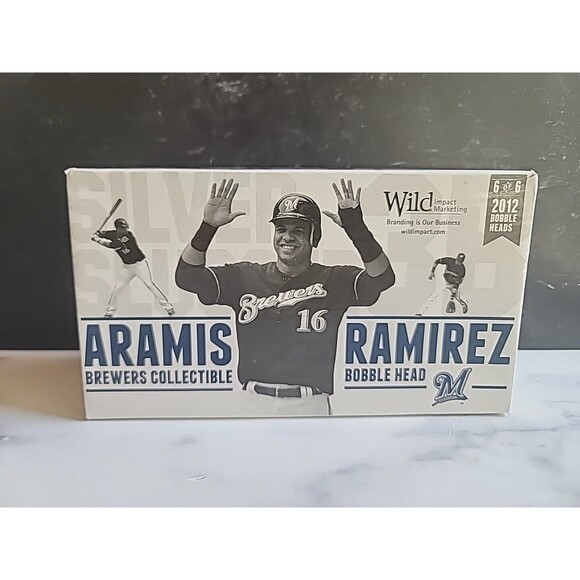 SILVER
SLUGGER
Wild Impact Marketing
Branding is Our Business
wildimpact.com
6 OF 6
2012
BOBBLE
HEADS
M
Brewers
16
ARAMIS
BREWERS COLLECTIBLE
RAMIREZ
BOBBLE HEAD
M